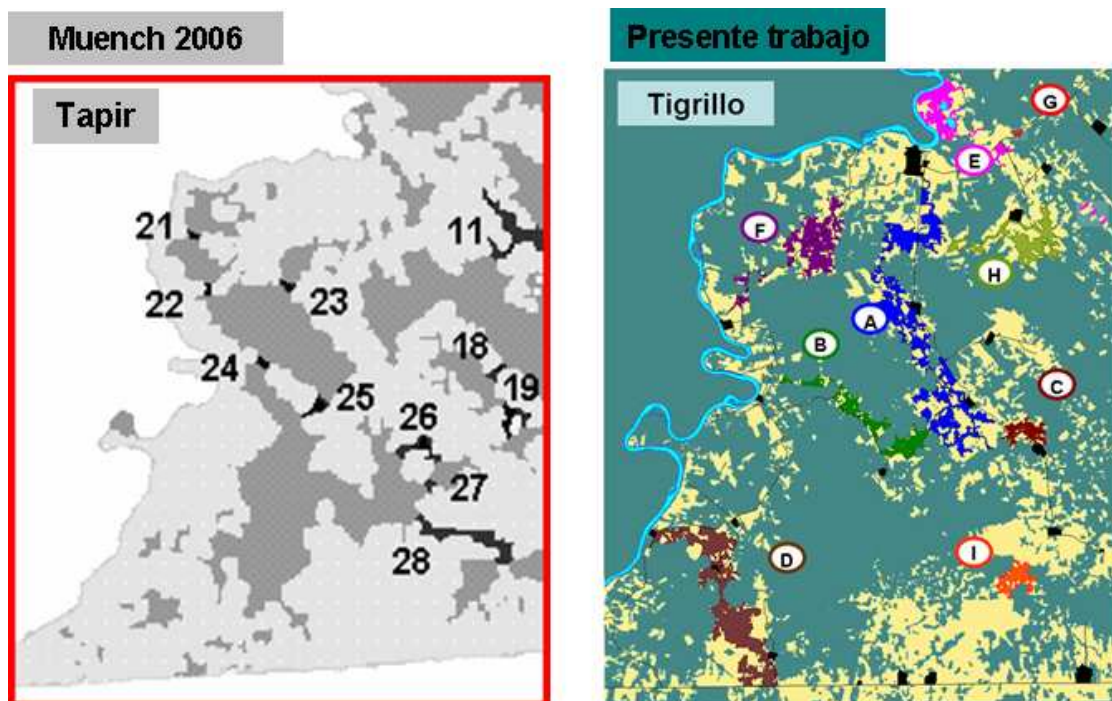 Muench 2006
Tapir
21
11
22
23
18
24
19
25
26
27
28
Presente trabajo
Tigrillo
G
E
F
H
A
B
C
D
I